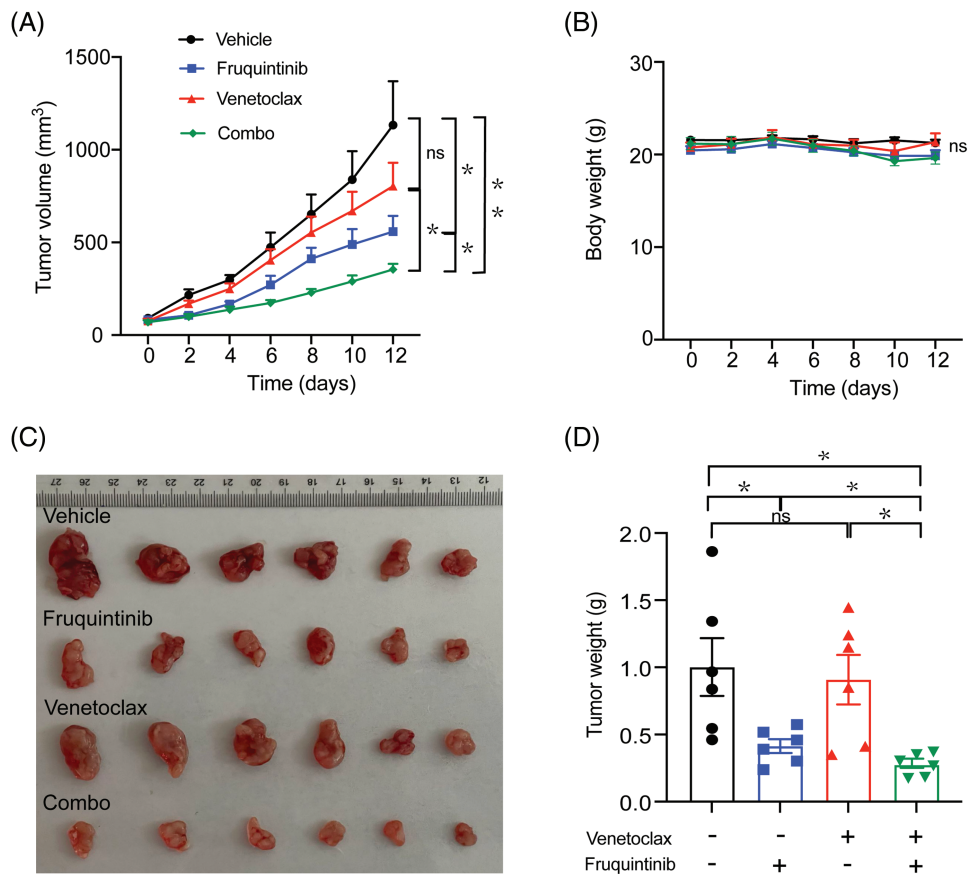 (A)
Vehicle
Fruquintinib
Venetoclax
Combo
Tumor volume (mm3)
1500
1000
500
0
ns
*
*
*
*
*
0 2 4 6 8 10 12
Time (days)
(B)
Body weight (g)
30
20
10
0
ns
0 2 4 6 8 10 12
Time (days)
(C)
27 26 25 24 23 22 21 20 19 18 17 16 15 14 13 12
Vehicle
Fruquintinib
Venetoclax
Combo
(D)
*
* *
ns *
Tumor weight (g)
2.0
1.5
1.0
0.5
0.0
Venetoclax - - + +
Fruquintinib - + - +